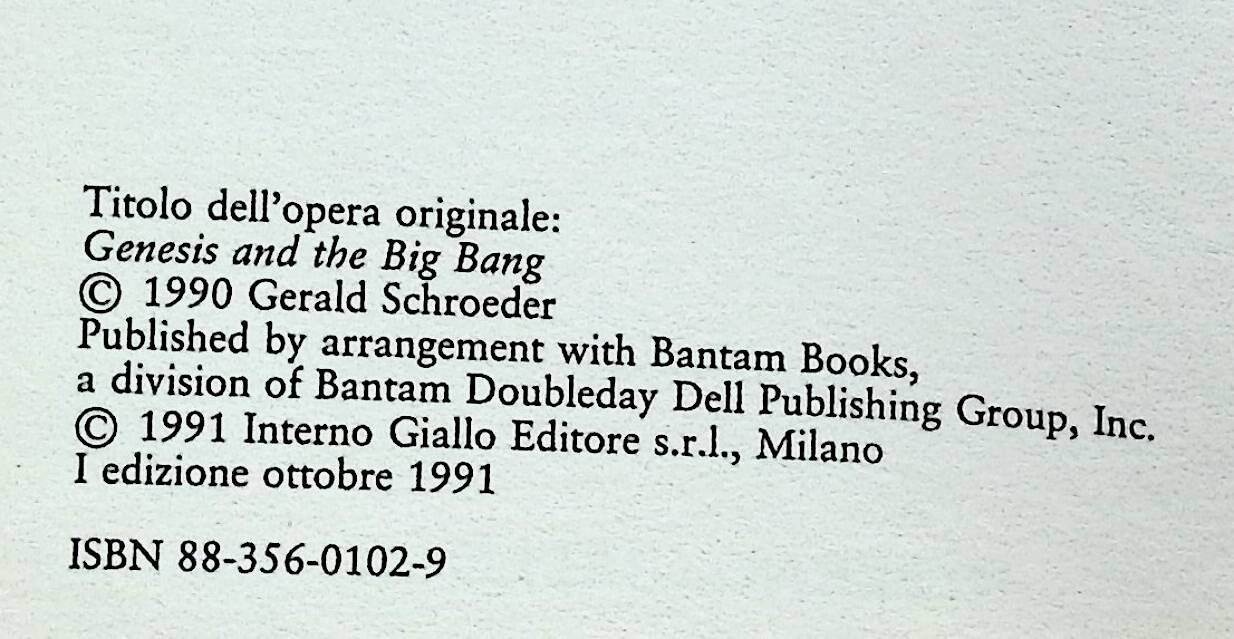 Titolo dell'opera originale:
Genesis and the Big Bang
© 1990 Gerald Schroeder
Published by arrangement with Bantam Books,
a division of Bantam Doubleday Dell Publishing Group, Inc.
© 1991 Interno Giallo Editore s.r.l., Milano
I edizione ottobre 1991
ISBN 88-356-0102-9